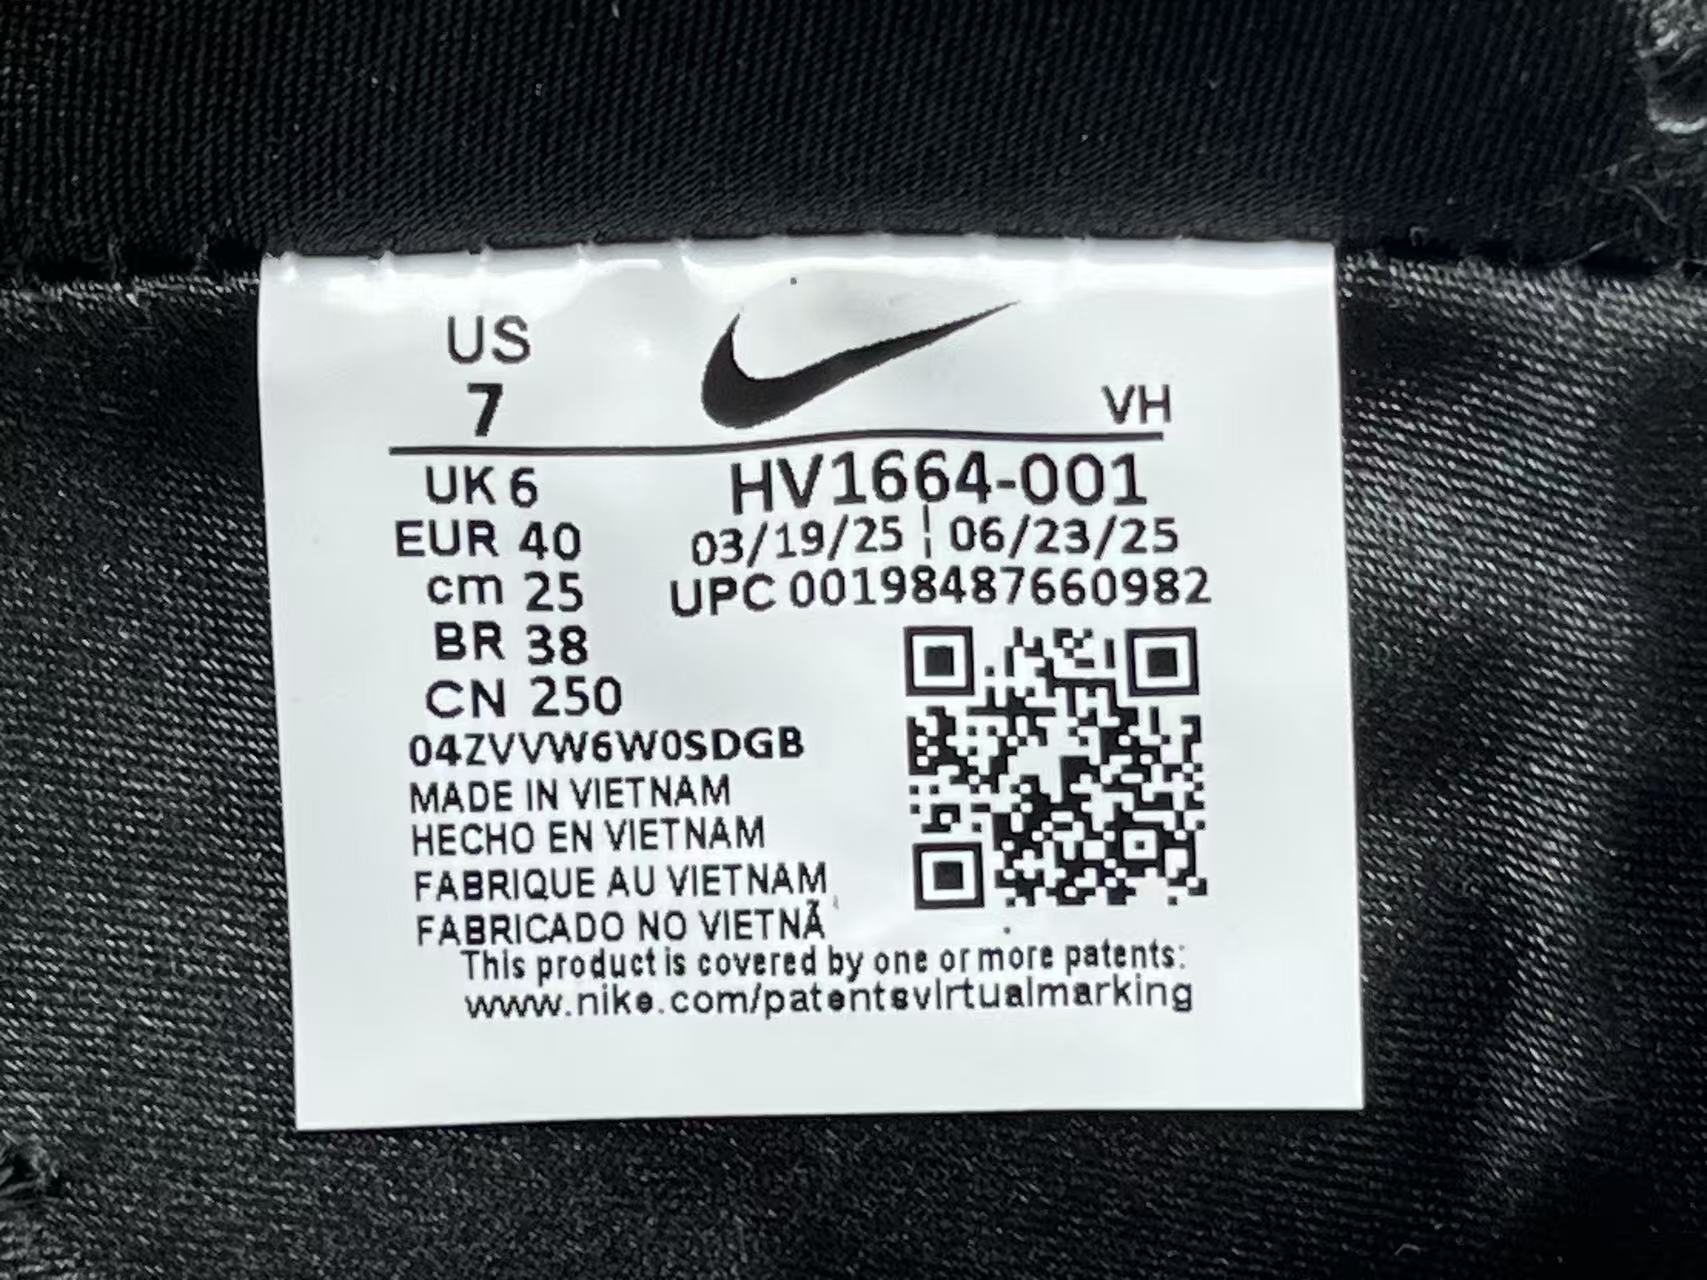 US
7
VH
UK 6
EUR 40
cm 25
BR 38
CN 250
HV1664-001
03/19/25 ¦ 06/23/25
UPC 001984876609​82
04ZVVW6W0SDGB
MADE IN VIETNAM
HECHO EN VIETNAM
FABRIQUE AU VIETNAM
FABRICADO NO VIETNÃ
This product is covered by one or more patents:
www.nike.com/patentsvirtualmarking